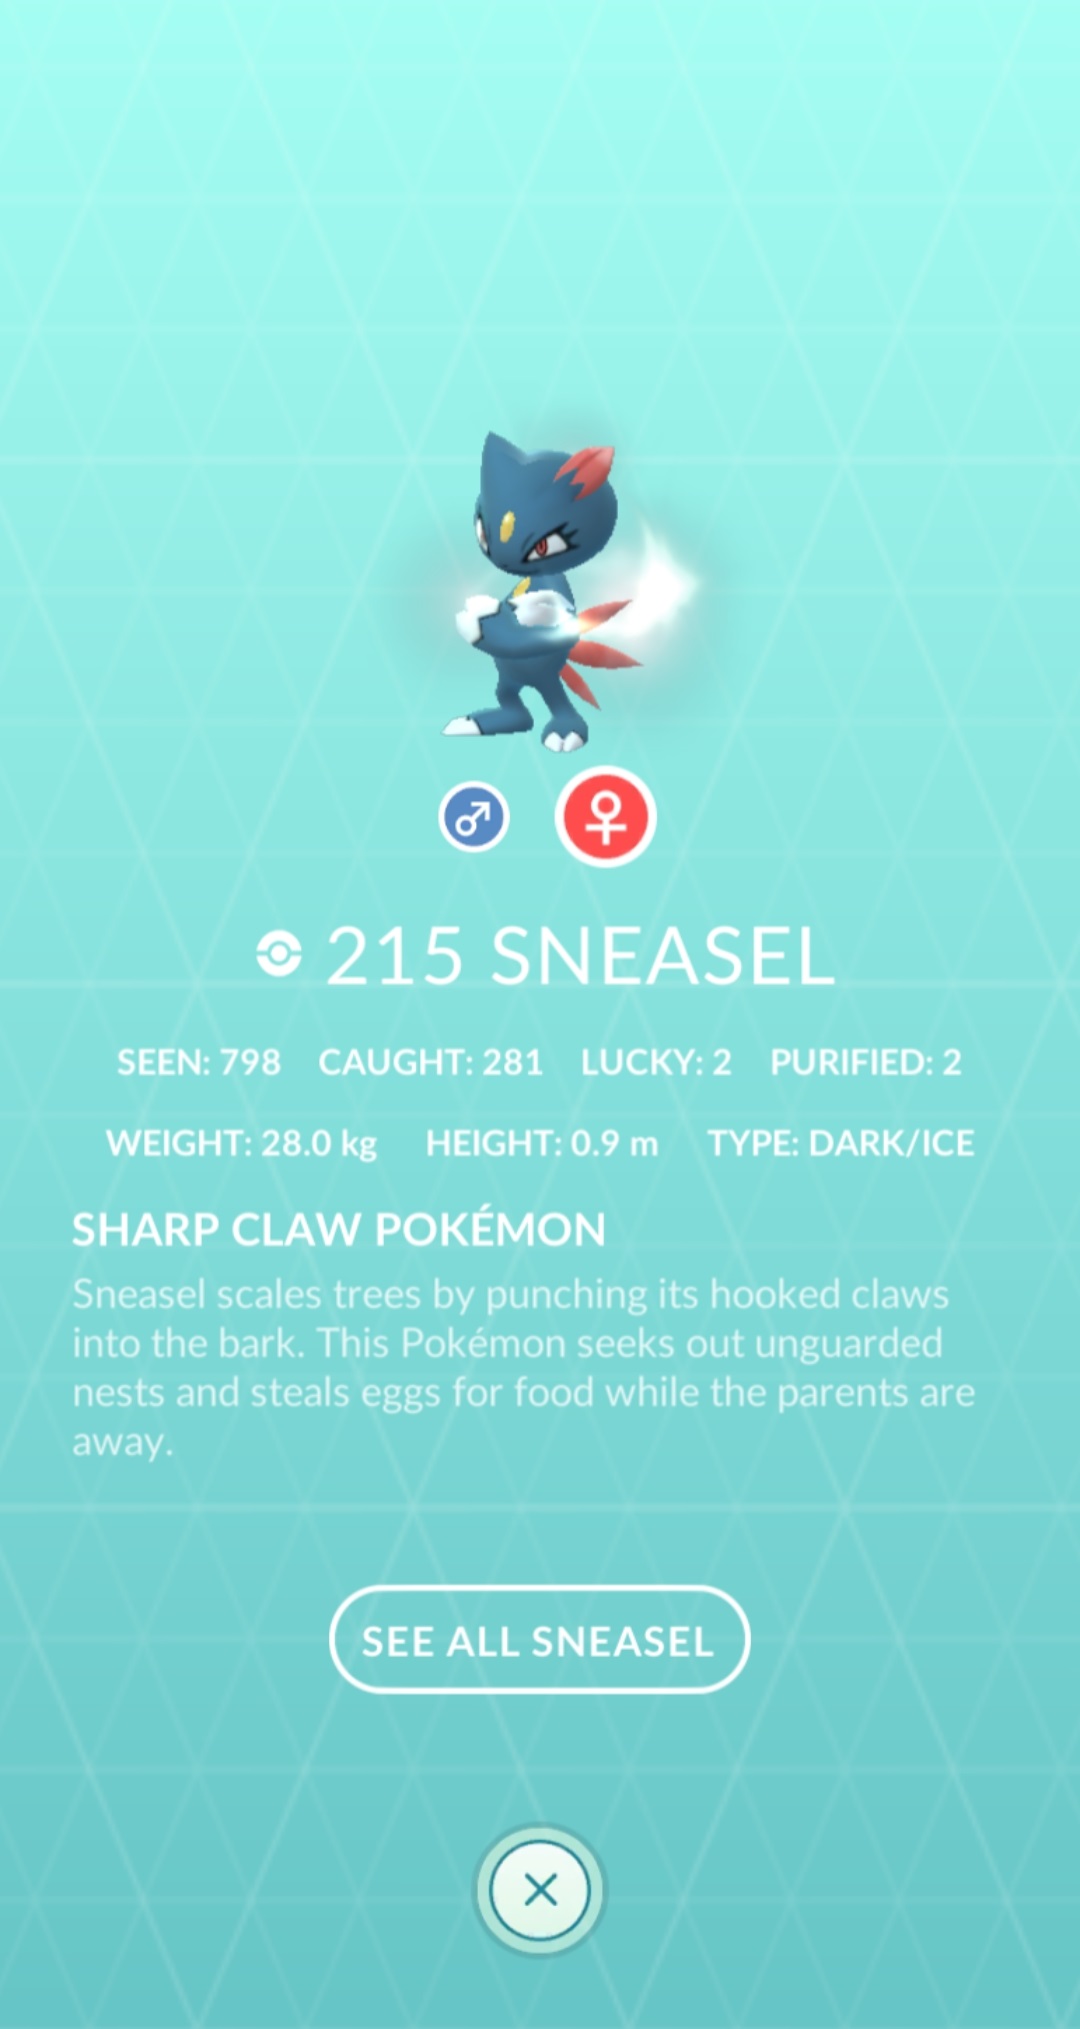 215 SNEASEL
SEEN: 798 CAUGHT: 281 LUCKY: 2 PURIFIED: 2
WEIGHT: 28.0 kg HEIGHT: 0.9 m TYPE: DARK/ICE
SHARP CLAW POKÉMON
Sneasel scales trees by punching its hooked claws
into the bark. This Pokémon seeks out unguarded
nests and steals eggs for food while the parents are
away.
SEE ALL SNEASEL